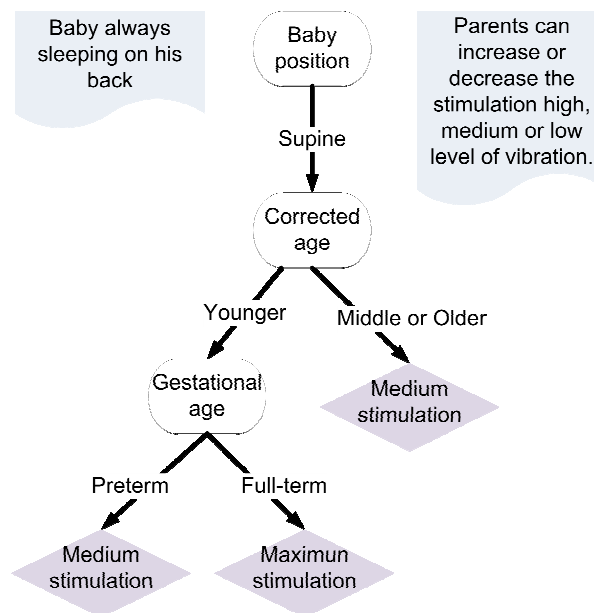 Baby always
sleeping on his
back
Baby
position
Parents can
increase or
decrease the
stimulation high,
medium or low
level of vibration.
Supine
Corrected
age
Younger
Middle or Older
Gestational
age
Medium
stimulation
Preterm
Full-term
Medium
stimulation
Maximun
stimulation